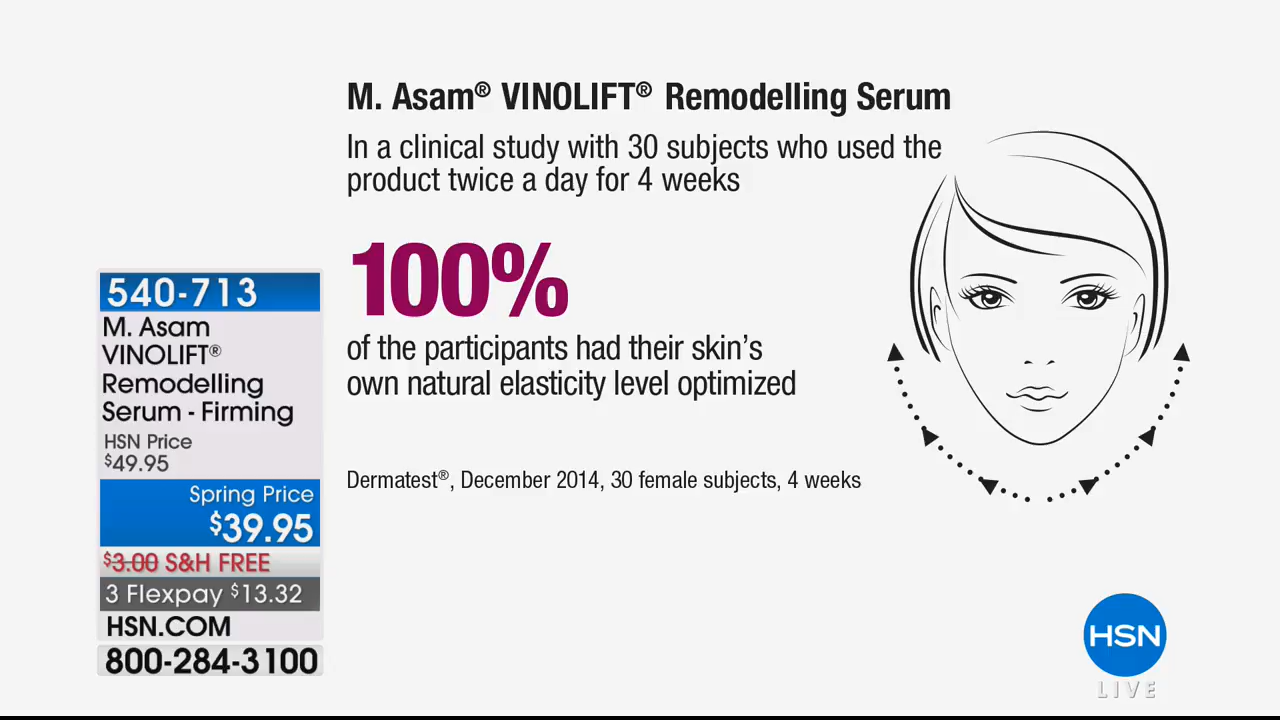 M. Asam® VINOLIFT® Remodelling Serum
In a clinical study with 30 subjects who used the
product twice a day for 4 weeks
100%
of the participants had their skin's
own natural elasticity level optimized
Dermatest®, December 2014, 30 female subjects, 4 weeks
540-713
M. Asam
VINOLIFT®
Remodelling
Serum - Firming
HSN Price
$49.95
Spring Price
$39.95
$3.00 S&H FREE
3 Flexpay $13.32
HSN.COM
800-284-3100
HSN
LIVE